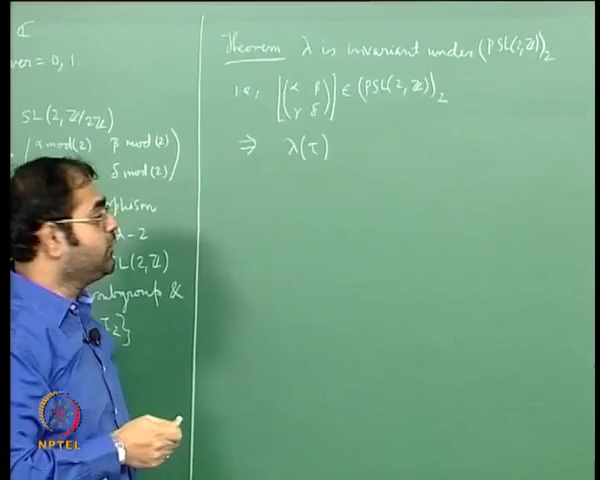 ℂ
ver = 0, 1.
SL(2, ℤ/2ℤ)
α mod(2) β mod(2)
δ mod(2)
phism
-2
L(2, ℤ)
subgroup &
τ₂}
Theorem λ is invariant under (PSL(2,ℤ))₂
i.e., [(α β
γ δ)] ∈ (PSL(2, ℤ))₂
⇒ λ(τ)
NPTEL